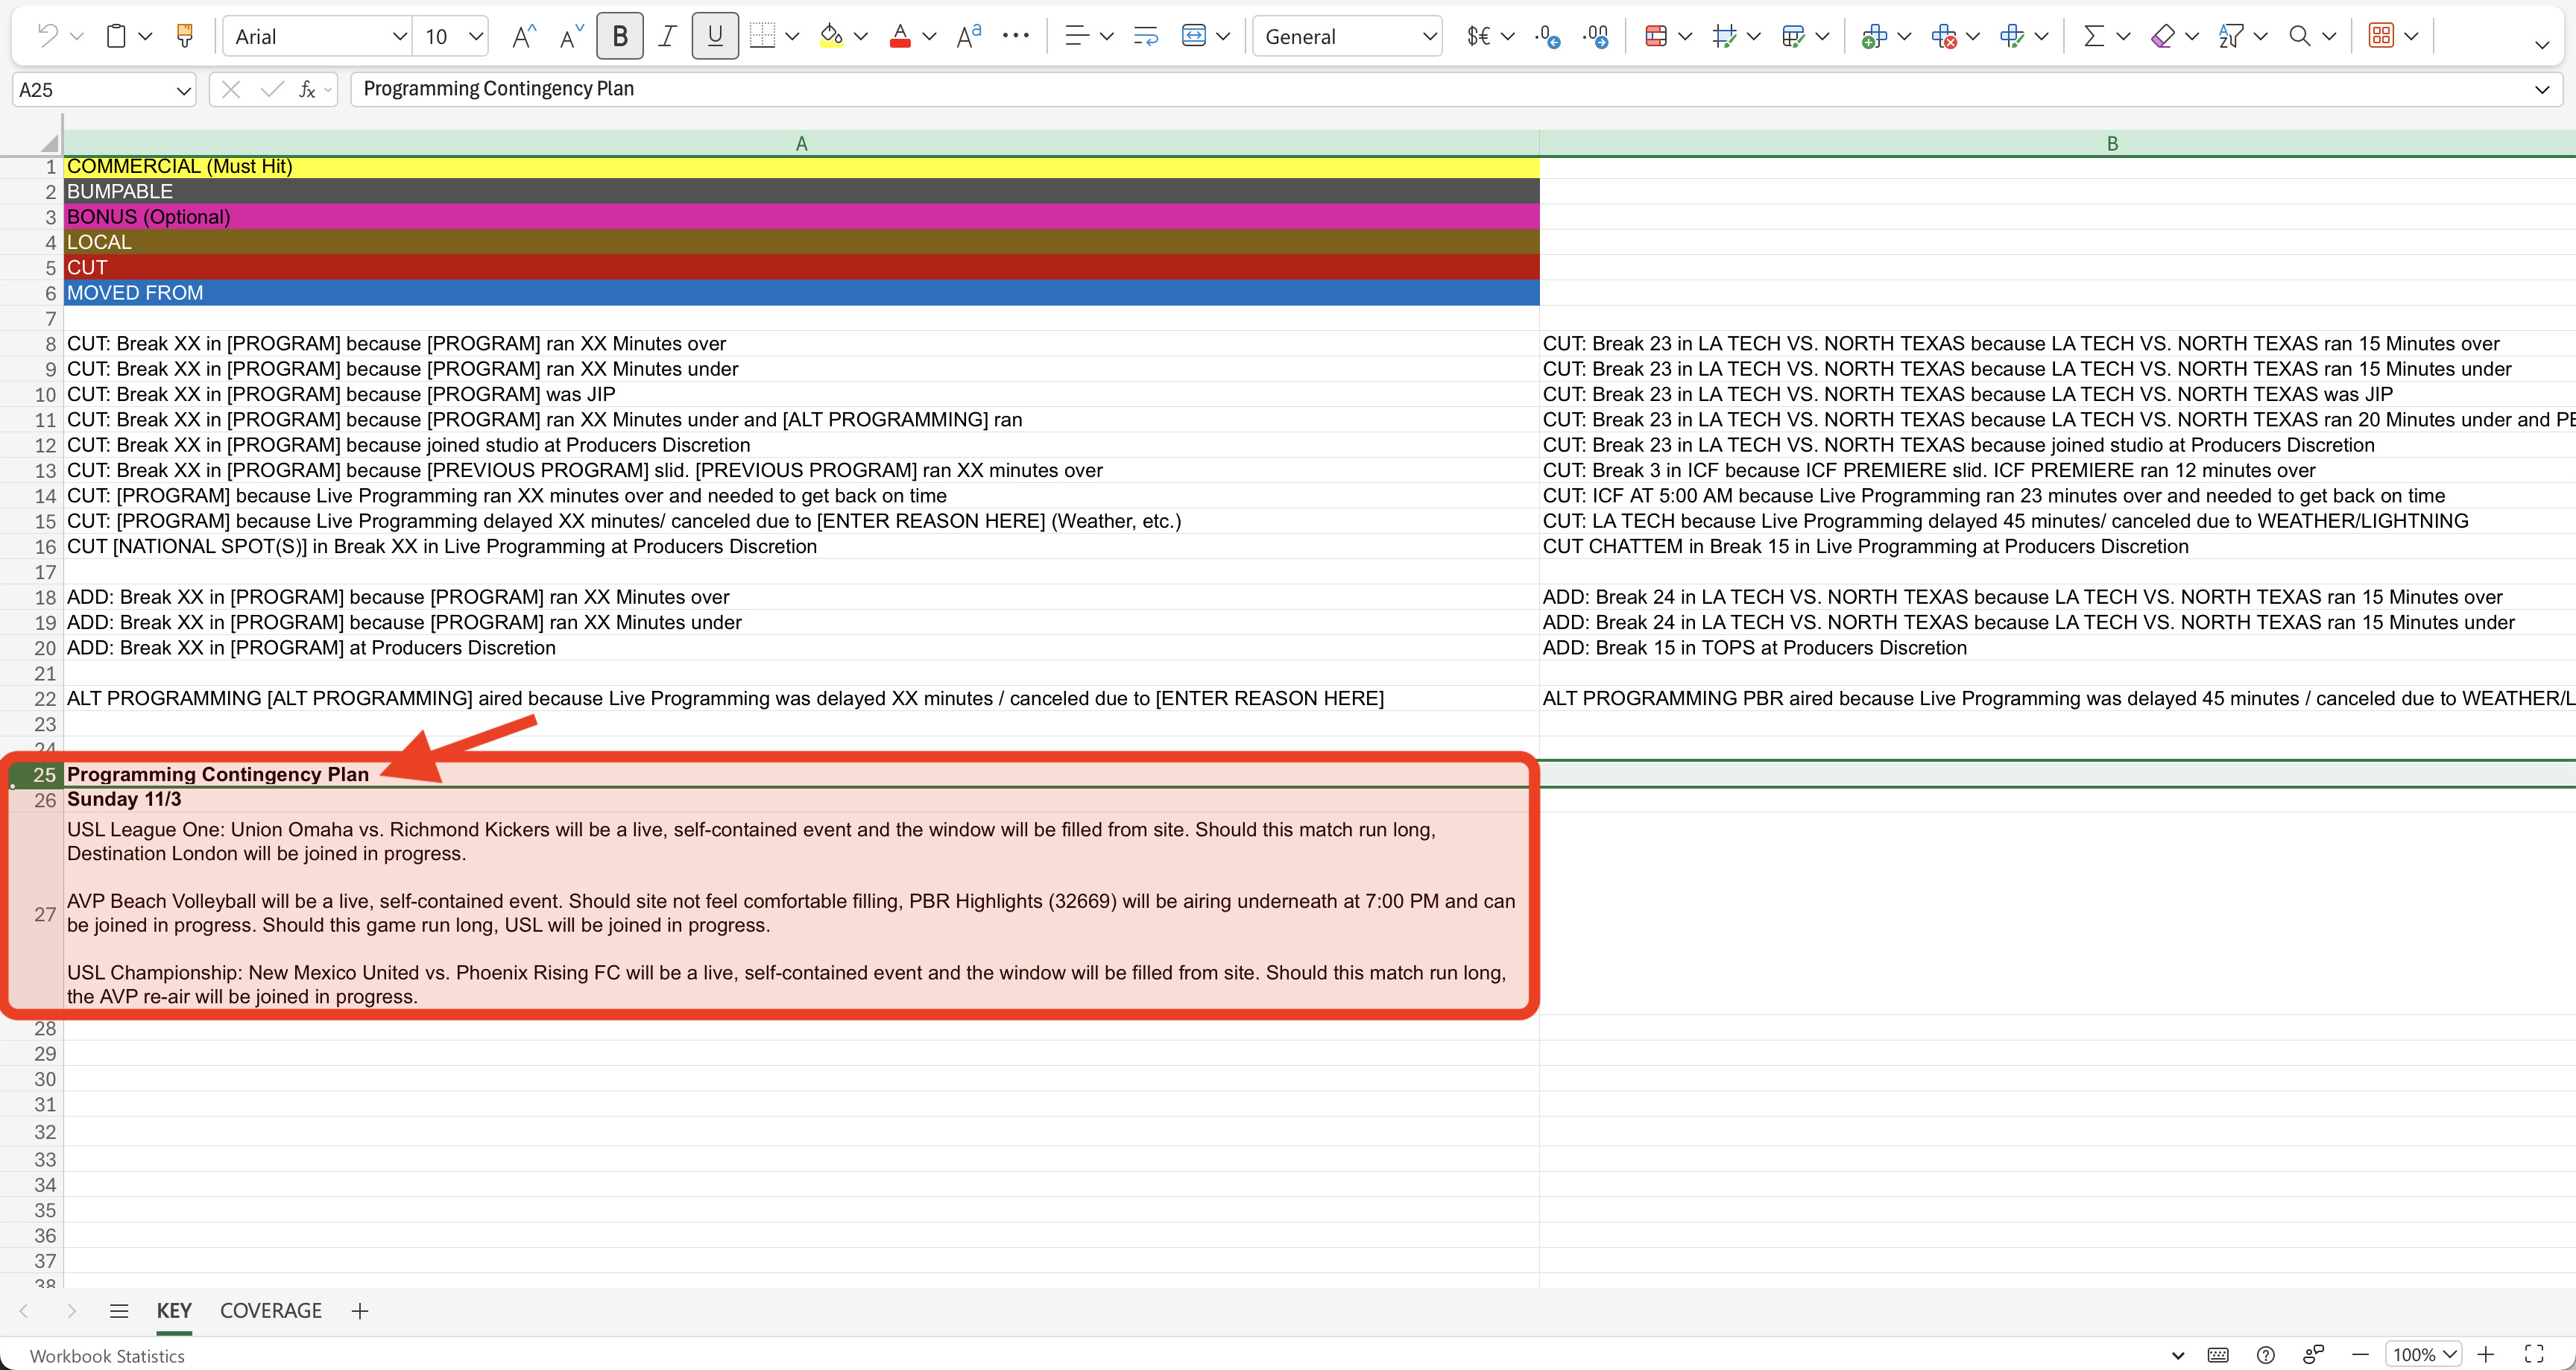 Arial
10
B
I
U
General
A25
fx
Programming Contingency Plan
A
B
1 COMMERCIAL (Must Hit)
2 BUMPABLE
3 BONUS (Optional)
4 LOCAL
5 CUT
6 MOVED FROM
7
8 CUT: Break XX in [PROGRAM] because [PROGRAM] ran XX Minutes over CUT: Break 23 in LA TECH VS. NORTH TEXAS because LA TECH VS. NORTH TEXAS ran 15 Minutes over
9 CUT: Break XX in [PROGRAM] because [PROGRAM] ran XX Minutes under CUT: Break 23 in LA TECH VS. NORTH TEXAS because LA TECH VS. NORTH TEXAS ran 15 Minutes under
10 CUT: Break XX in [PROGRAM] because [PROGRAM] was JIP CUT: Break 23 in LA TECH VS. NORTH TEXAS because LA TECH VS. NORTH TEXAS was JIP
11 CUT: Break XX in [PROGRAM] because [PROGRAM] ran XX Minutes under and [ALT PROGRAMMING] ran CUT: Break 23 in LA TECH VS. NORTH TEXAS because LA TECH VS. NORTH TEXAS ran 20 Minutes under and
12 CUT: Break XX in [PROGRAM] because joined studio at Producers Discretion CUT: Break 23 in LA TECH VS. NORTH TEXAS because joined studio at Producers Discretion
13 CUT: Break XX in [PROGRAM] because [PREVIOUS PROGRAM] slid. [PREVIOUS PROGRAM] ran XX minutes over CUT: Break 3 in ICF because ICF PREMIERE slid. ICF PREMIERE ran 12 minutes over
14 CUT: [PROGRAM] because Live Programming ran XX minutes over and needed to get back on time CUT: ICF AT 5:00 AM because Live Programming ran 23 minutes over and needed to get back on time
15 CUT: [PROGRAM] because Live Programming delayed XX minutes/ canceled due to [ENTER REASON HERE] (Weather, etc.) CUT: LA TECH because Live Programming delayed 45 minutes/ canceled due to WEATHER/LIGHTNING
16 CUT [NATIONAL SPOT(S)] in Break XX in Live Programming at Producers Discretion CUT CHATTEM in Break 15 in Live Programming at Producers Discretion
17
18 ADD: Break XX in [PROGRAM] because [PROGRAM] ran XX Minutes over ADD: Break 24 in LA TECH VS. NORTH TEXAS because LA TECH VS. NORTH TEXAS ran 15 Minutes over
19 ADD: Break XX in [PROGRAM] because [PROGRAM] ran XX Minutes under ADD: Break 24 in LA TECH VS. NORTH TEXAS because LA TECH VS. NORTH TEXAS ran 15 Minutes under
20 ADD: Break XX in [PROGRAM] at Producers Discretion ADD: Break 15 in TOPS at Producers Discretion
21
22 ALT PROGRAMMING [ALT PROGRAMMING] aired because Live Programming was delayed XX minutes / canceled due to [ENTER REASON HERE] ALT PROGRAMMING PBR aired because Live Programming was delayed 45 minutes / canceled due to WEATHER/L
23
24
25 Programming Contingency Plan
26 Sunday 11/3
USL League One: Union Omaha vs. Richmond Kickers will be a live, self-contained event and the window will be filled from site. Should this match run long,
Destination London will be joined in progress.
27 AVP Beach Volleyball will be a live, self-contained event. Should site not feel comfortable filling, PBR Highlights (32669) will be airing underneath at 7:00 PM and can
be joined in progress. Should this game run long, USL will be joined in progress.
USL Championship: New Mexico United vs. Phoenix Rising FC will be a live, self-contained event and the window will be filled from site. Should this match run long,
the AVP re-air will be joined in progress.
28
29
30
31
32
33
34
35
36
37
38
KEY COVERAGE
Workbook Statistics
100%